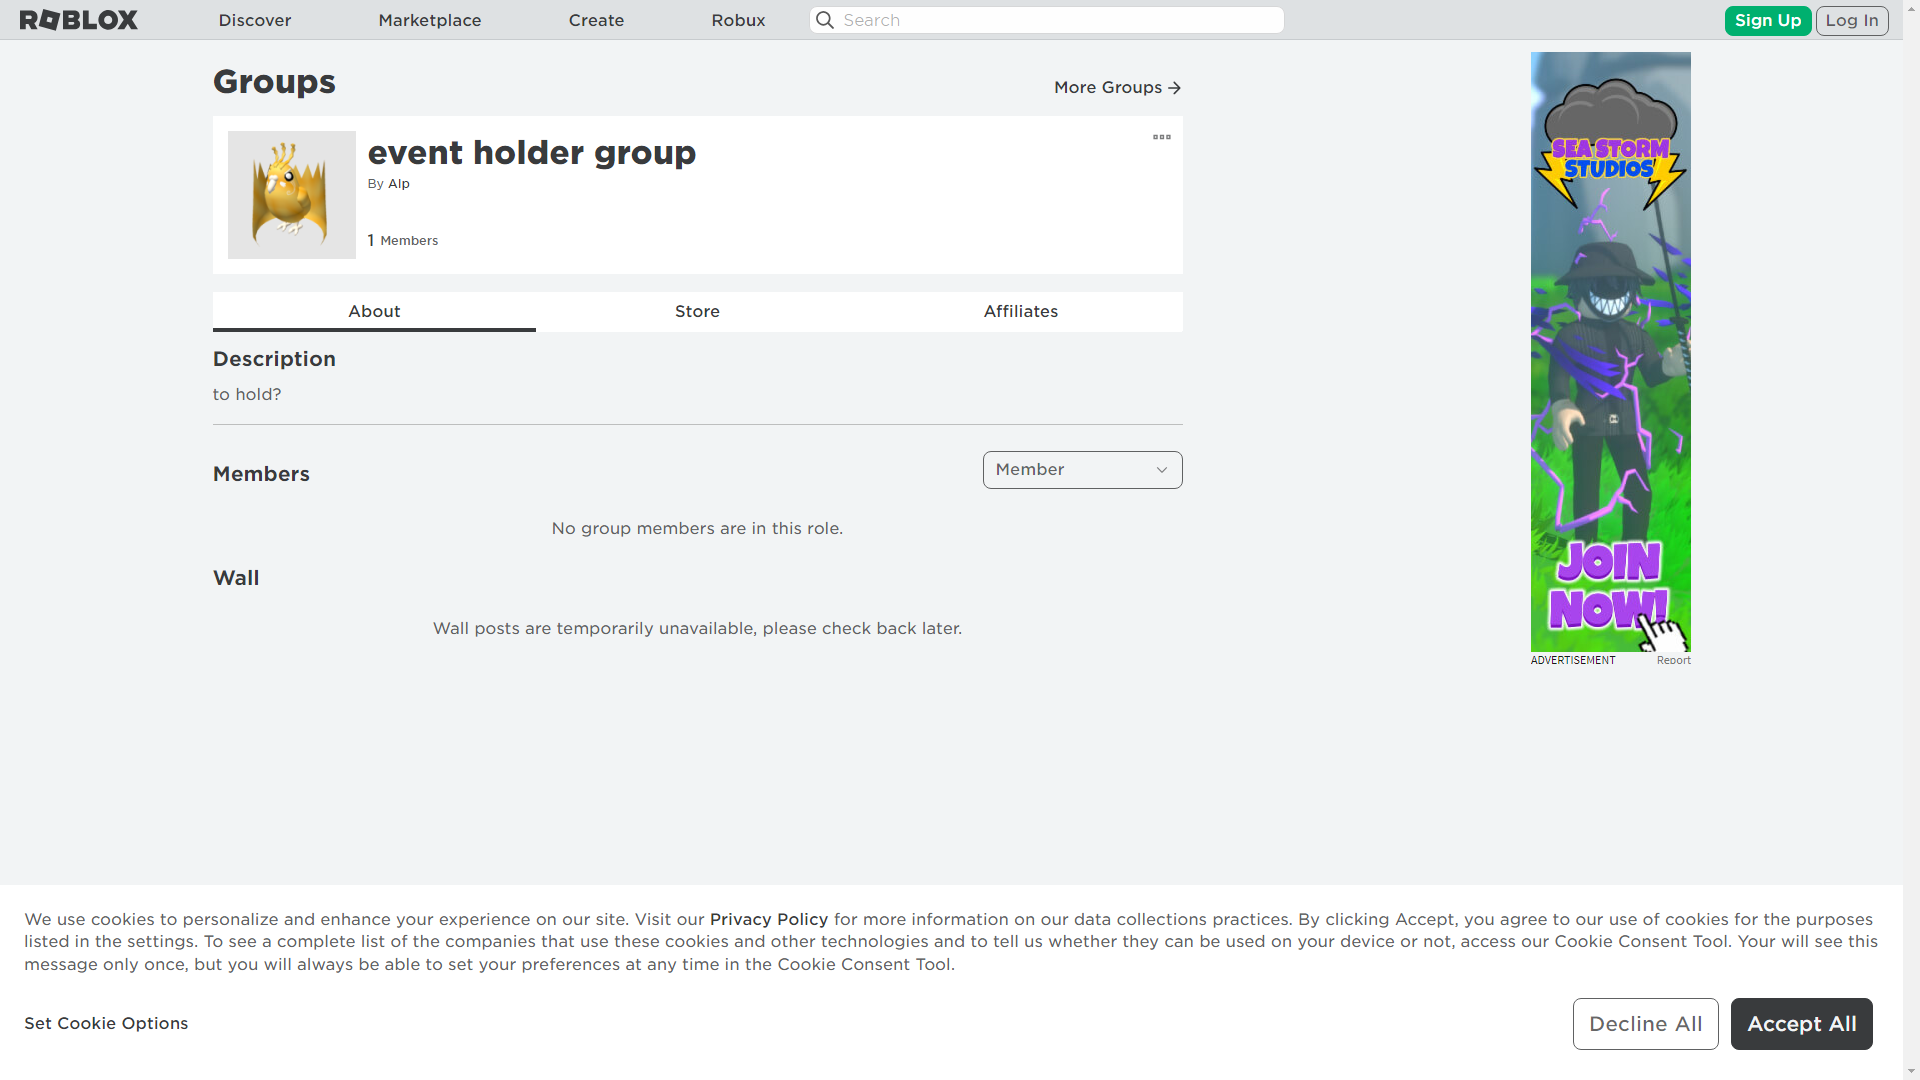 ROBLOX
Discover
Marketplace
Create
Robux
Search
Sign Up
Log In
Groups
More Groups
event holder group
By Alp
1 Members
About
Store
Affiliates
Description
to hold?
Members
Member
No group members are in this role.
Wall
Wall posts are temporarily unavailable, please check back later.
SEA STORM
STUDIOS
JOIN
NOW!
ADVERTISEMENT
Report
We use cookies to personalize and enhance your experience on our site. Visit our Privacy Policy for more information on our data collections practices. By clicking Accept, you agree to our use of cookies for the purposes
listed in the settings. To see a complete list of the companies that use these cookies and other technologies and to tell us whether they can be used on your device or not, access our Cookie Consent Tool. Your will see this
message only once, but you will always be able to set your preferences at any time in the Cookie Consent Tool.
Set Cookie Options
Decline All
Accept All